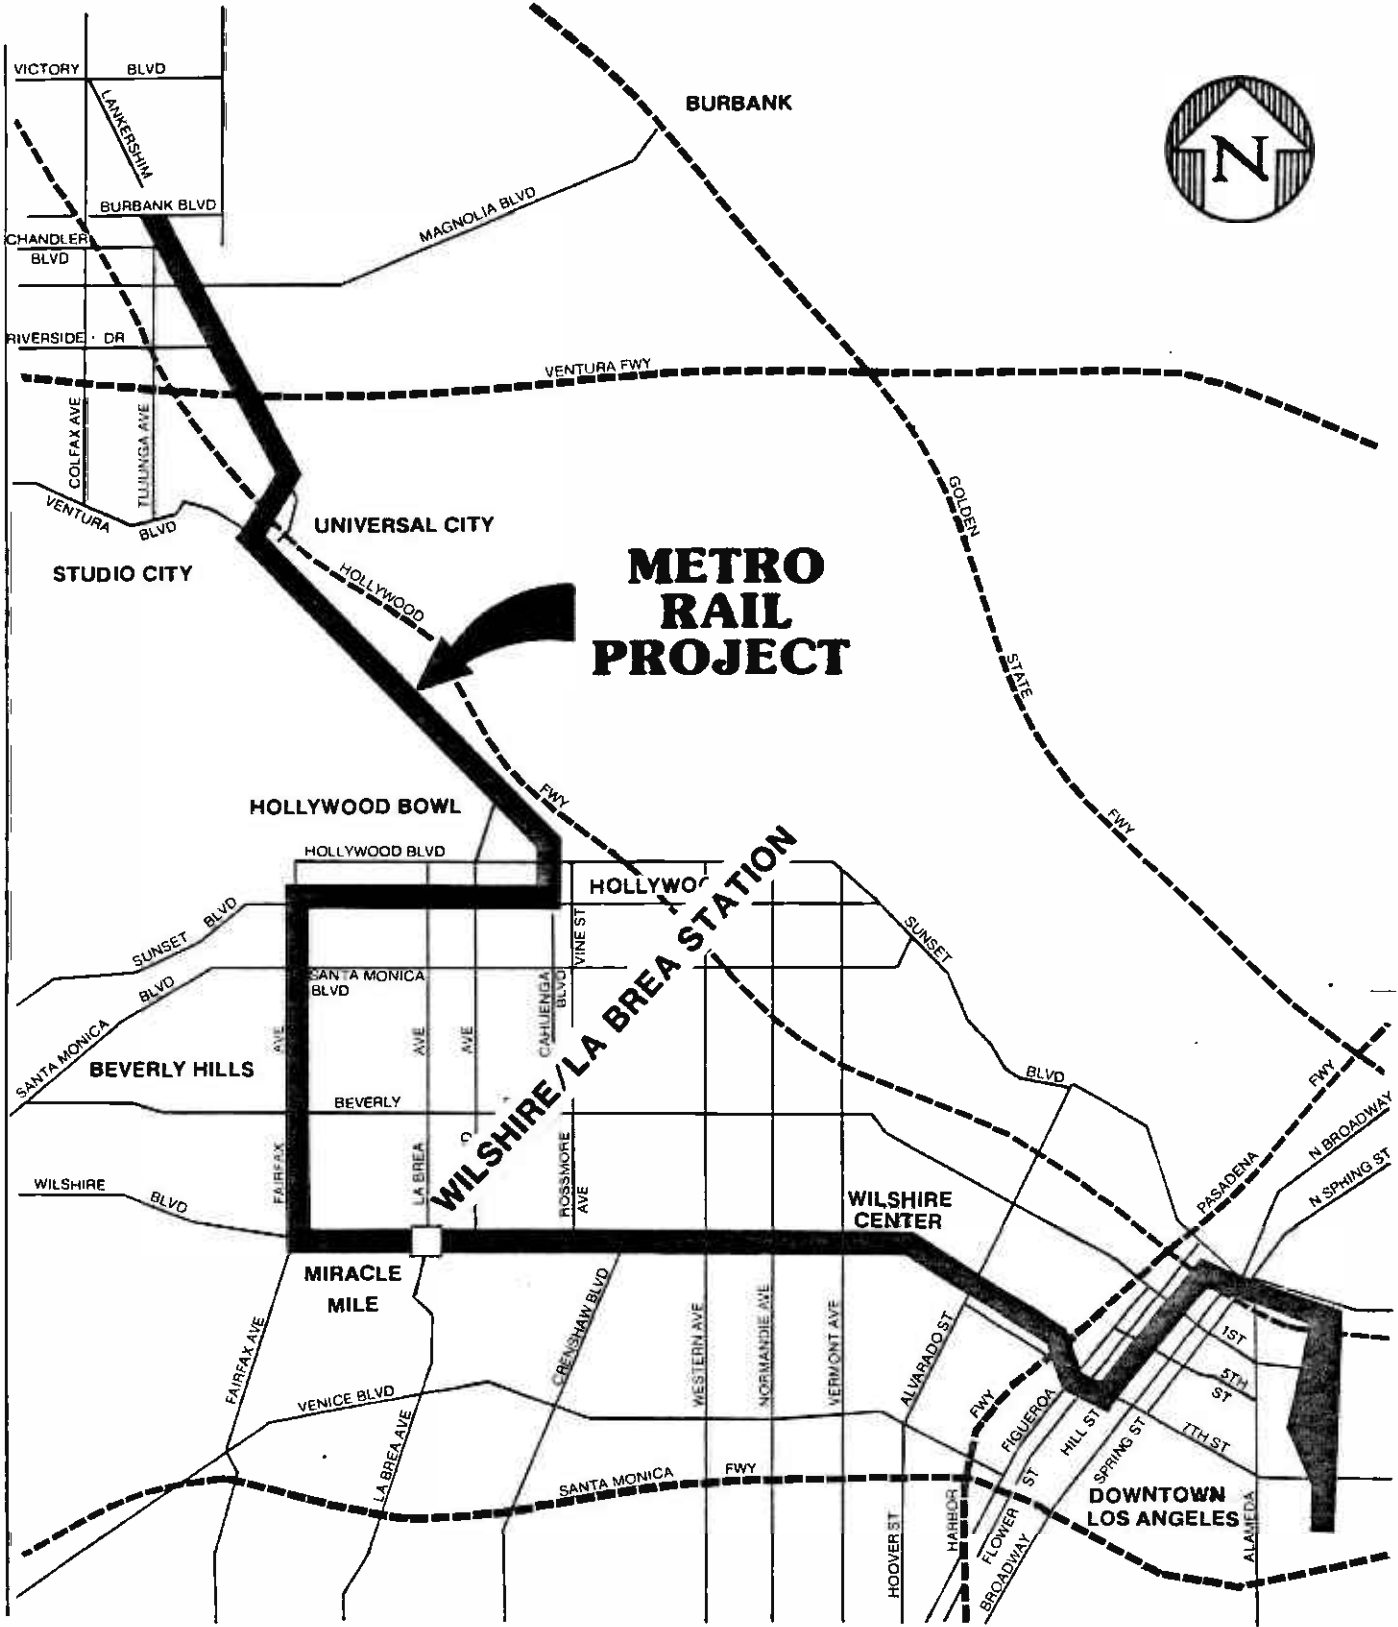 VICTORY BLVD
LANKERSHIM
BURBANK
N
BURBANK BLVD
MAGNOLIA BLVD
CHANDLER
BLVD
RIVERSIDE DR
VENTURA FWY
COLFAX AVE
TUJUNGA AVE
VENTURA BLVD
UNIVERSAL CITY
STUDIO CITY
GOLDEN
STATE
FWY
HOLLYWOOD
FWY
METRO
RAIL
PROJECT
HOLLYWOOD BOWL
HOLLYWOOD BLVD
HOLLYWO
WILSHIRE/LA BREA STATION
SUNSET BLVD
VINE ST
SUNSET
BLVD
SANTA MONICA
BLVD
SANTA MONICA BLVD
CAHUENGA
BLVD
AVE
AVE
AVE
BEVERLY HILLS
BEVERLY
FAIRFAX
LA BREA
ROSSMORE
AVE
WILSHIRE BLVD
WILSHIRE
CENTER
PASADENA
FWY
N BROADWAY
N SPRING ST
MIRACLE
MILE
FAIRFAX AVE
CRENSHAW BLVD
WESTERN AVE
NORMANDIE AVE
VERMONT AVE
ALVARADO ST
1ST
5TH
ST
7TH ST
VENICE BLVD
LA BREA AVE
FWY
FIGUEROA
ST
HILL ST
SPRING ST
SANTA MONICA FWY
HOOVER ST
HARBOR
FLOWER
BROADWAY
DOWNTOWN
LOS ANGELES
ALAMEDA